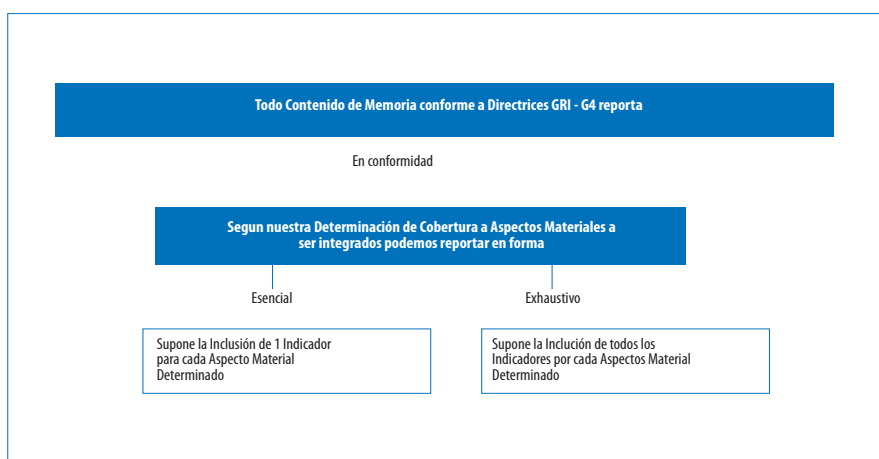 Todo Contenido de Memoria conforme a Directrices GRI - G4 reporta
En conformidad
Segun nuestra Determinación de Cobertura a Aspectos Materiales a
ser integrados podemos reportar en forma
Esencial
Exhaustivo
Supone la Inclusión de 1 Indicador
para cada Aspecto Material
Determinado
Supone la Inclución de todos los
Indicadores por cada Aspectos Material
Determinado